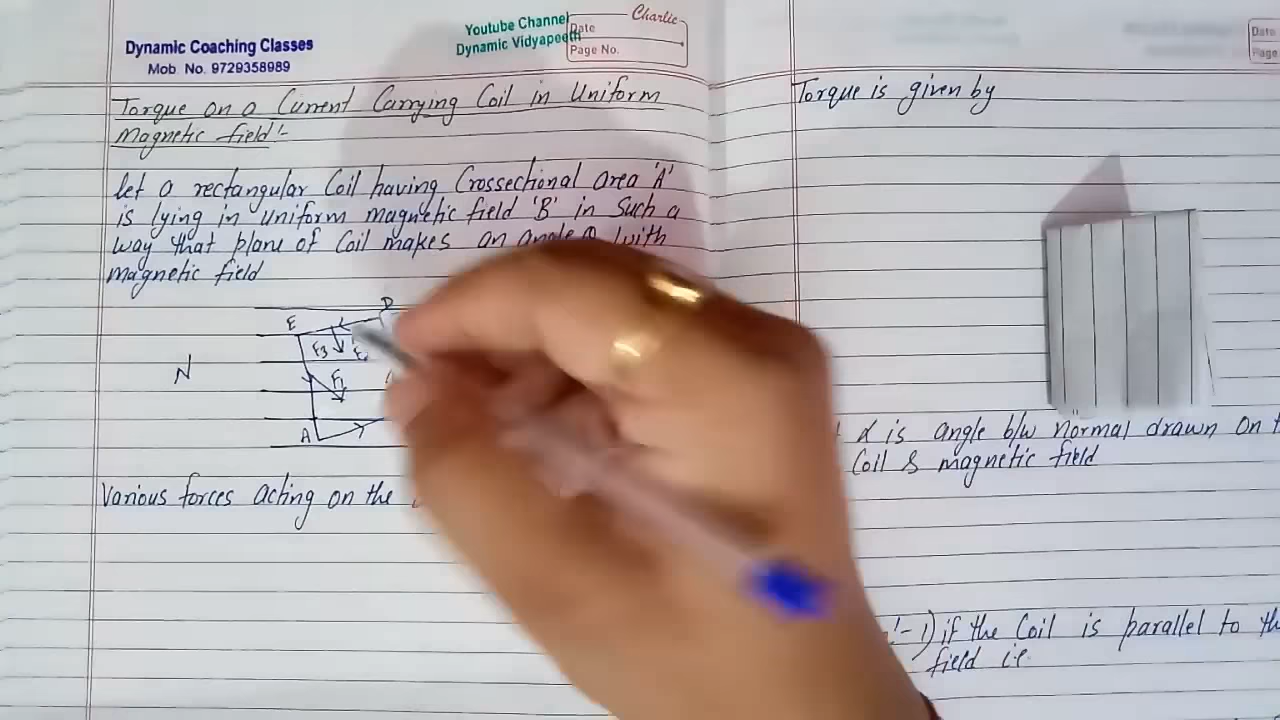 Charlie
Youtube Channel
Dynamic Vidyapeeth
Date
Page No.
Dynamic Coaching Classes
Mob. No. 9729358989
Torque on a Current Carrying Coil in Uniform
Magnetic field:-
let a rectangular Coil having Crossectional area 'A'
is lying in uniform magnetic field 'B' in Such a
way that plane of Coil makes an angle θ with
magnetic field
D
E
F3
N
F1
A
Various forces acting on the
Date
Page
Torque is given by
α is angle b/w normal drawn on
Coil & magnetic field
1) if the Coil is parallel to
field i.e.